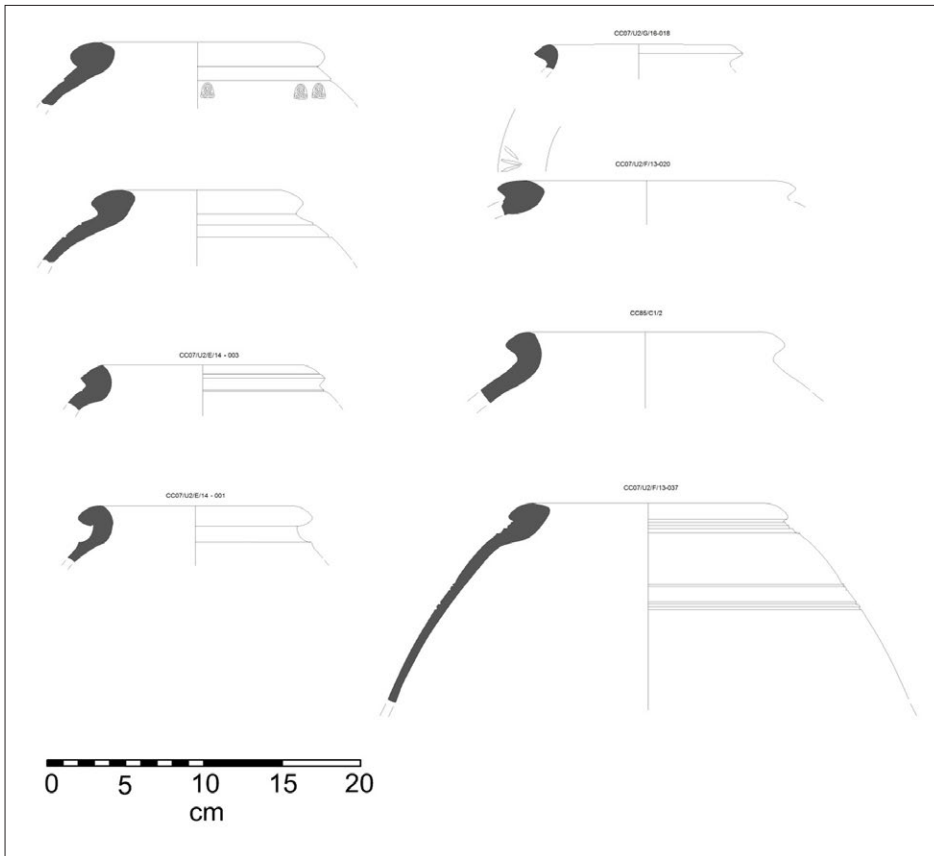 CC07/U2/G/16-018
CC07/U2/F/13-020
CC85/C1/2
CC07/U2/E/14 - 003
CC07/U2/E/14 - 001
CC07/U2/F/13-037
0 5 10 15 20
cm